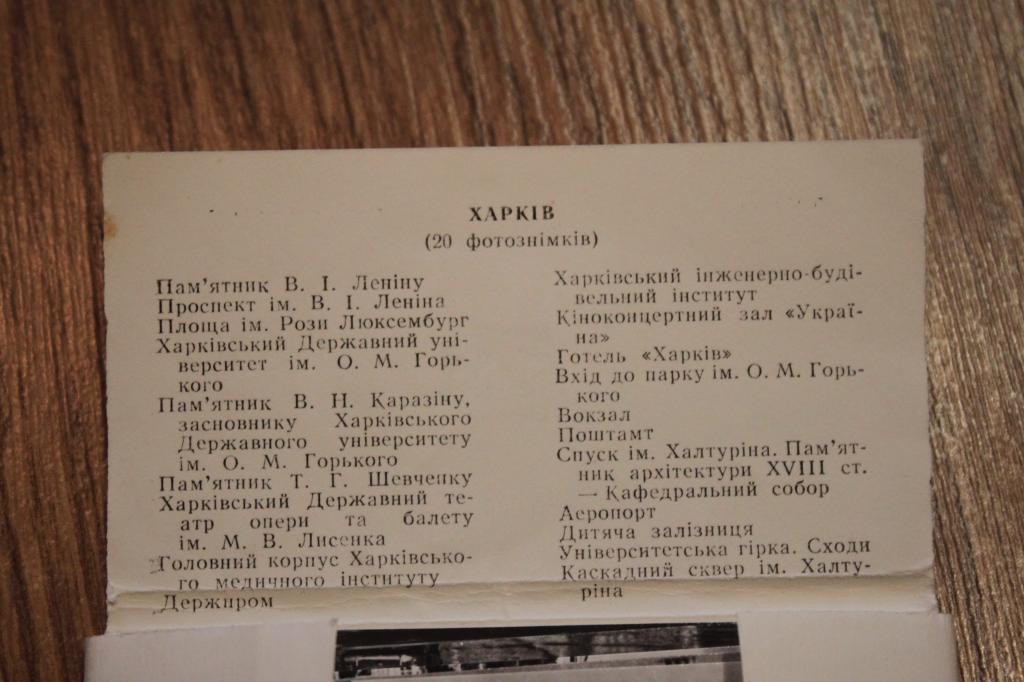 ХАРКІВ
(20 фотознімків)
Пам'ятник В. І. Леніну
Проспект ім. В. І. Леніна
Площа ім. Рози Люксембург
Харківський Державний уні-
верситет ім. О. М. Горь-
кого
Пам'ятник В. Н. Каразіну,
засновнику Харківського
Державного університету
ім. О. М. Горького
Пам'ятник Т. Г. Шевченку
Харківський Державний те-
атр опери та балету
ім. М. В. Лисенка
Головний корпус Харківсько-
го медичного інституту
Держпром
Харківський інженерно-буді-
вельний інститут
Кіноконцертний зал «Украї-
на»
Готель «Харків»
Вхід до парку ім. О. М. Горь-
кого
Вокзал
Поштамт
Спуск ім. Халтуріна. Пам'ят-
ник архітектури XVIII ст.
— Кафедральний собор
Аеропорт
Дитяча залізниця
Університетська гірка. Сходи
Каскадний сквер ім. Халту-
ріна